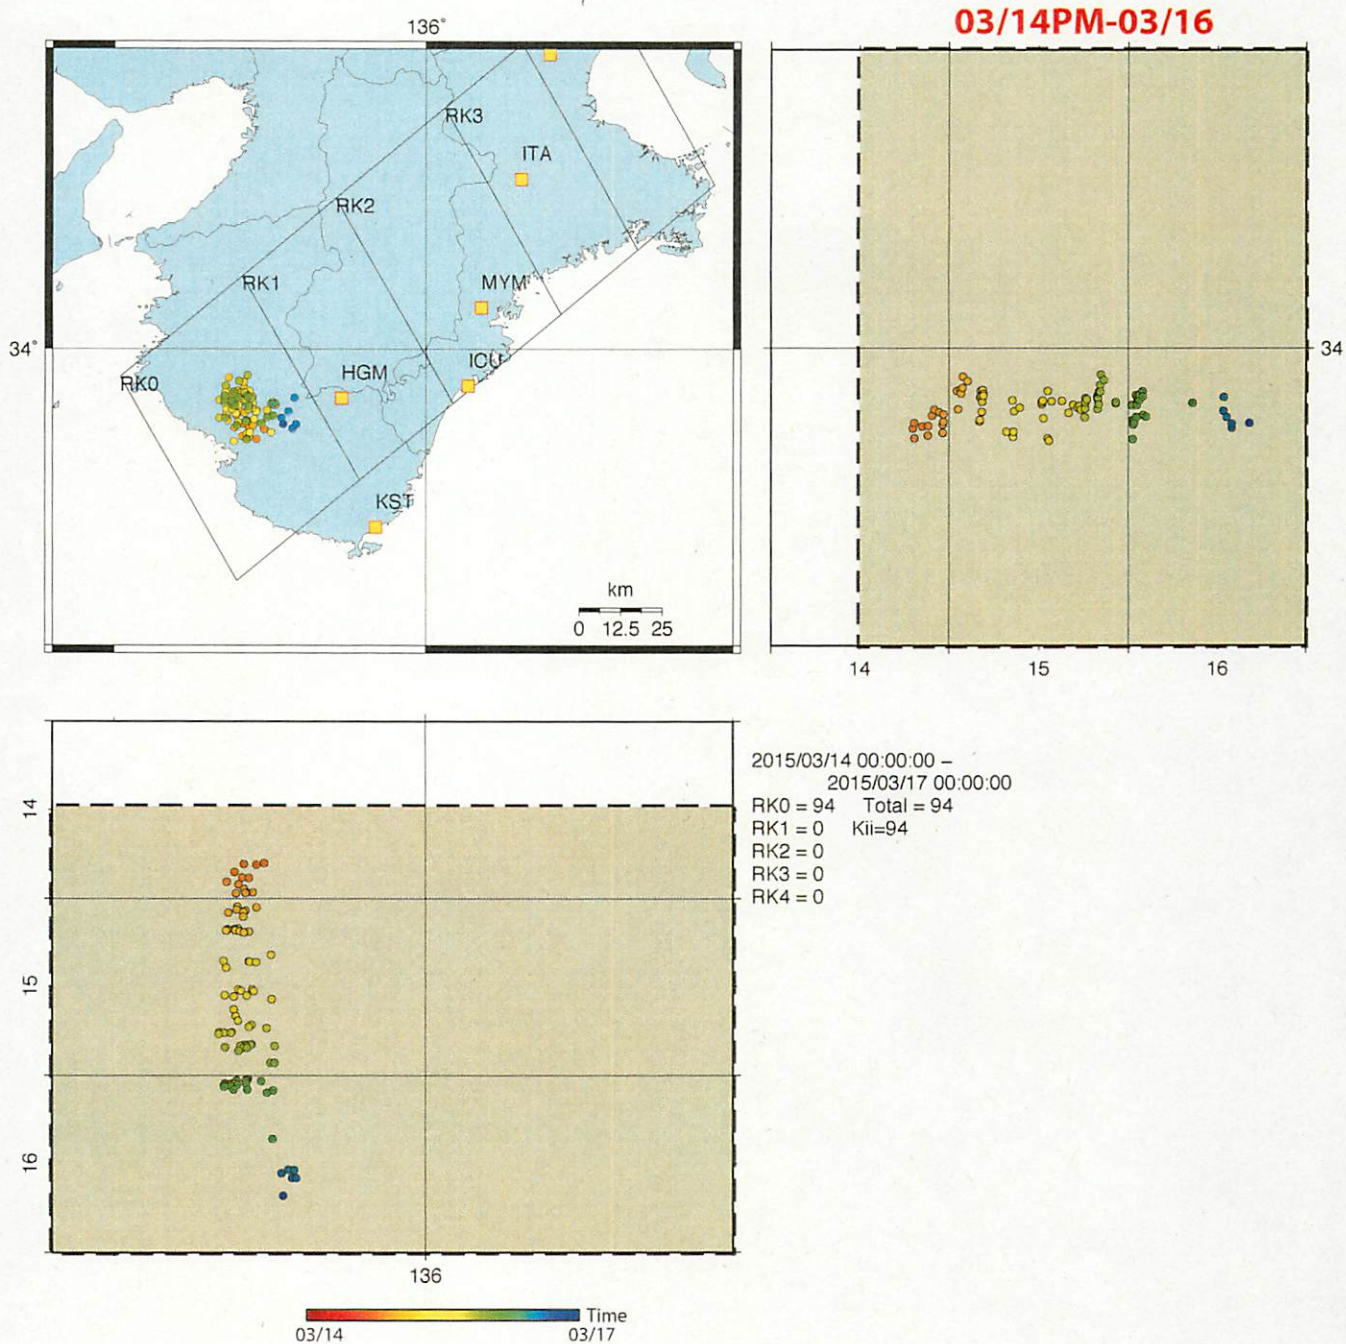 03/14PM-03/16
136°
RK3
ITA
RK2
RK1
MYM
34°
34
RK0
HGM
ICU
KST
km
0 12.5 25
14 15 16
2015/03/14 00:00:00 –
2015/03/17 00:00:00
RK0 = 94 Total = 94
RK1 = 0 Kii=94
RK2 = 0
RK3 = 0
RK4 = 0
14
15
16
136
Time
03/14 03/17